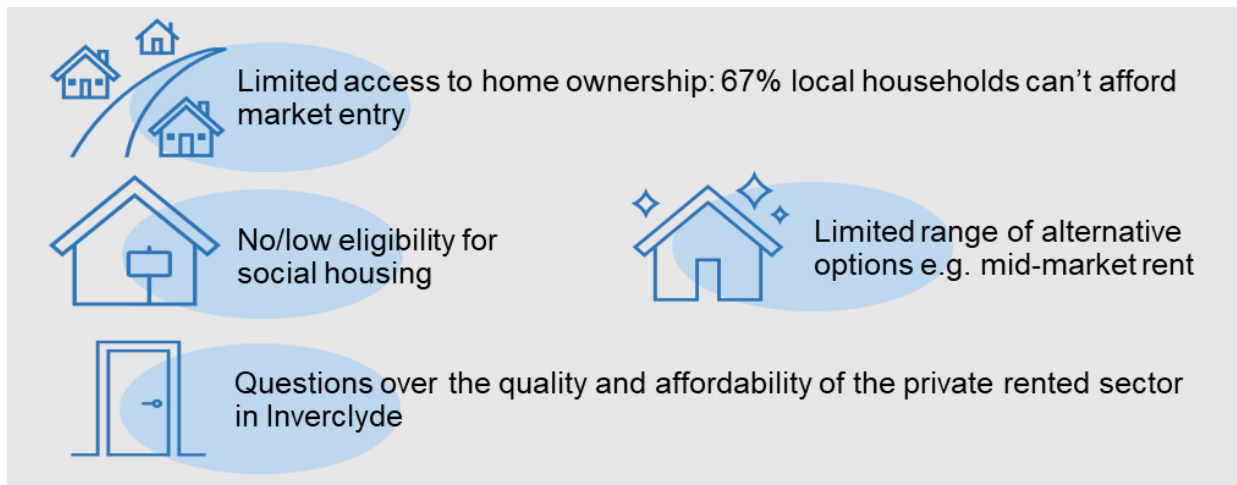 Limited access to home ownership: 67% local households can’t afford
market entry
No/low eligibility for
social housing
Limited range of alternative
options e.g. mid-market rent
Questions over the quality and affordability of the private rented sector
in Inverclyde